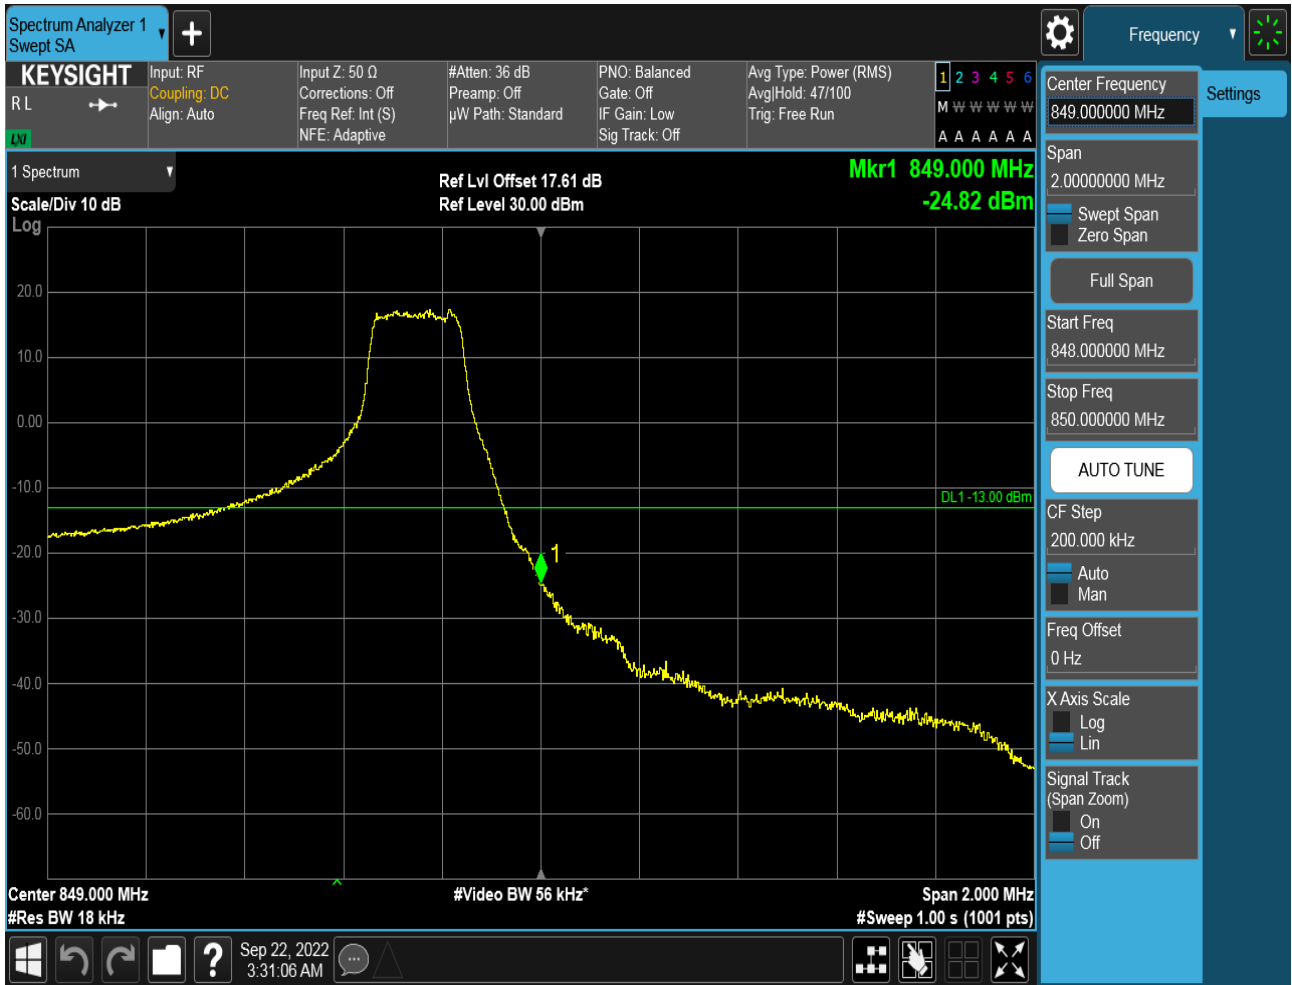 Spectrum Analyzer 1
Swept SA
Frequency
KEYSIGHT
R L
LXI
Input: RF
Coupling: DC
Align: Auto
Input Z: 50 Ω
Corrections: Off
Freq Ref: Int (S)
NFE: Adaptive
#Atten: 36 dB
Preamp: Off
µW Path: Standard
PNO: Balanced
Gate: Off
IF Gain: Low
Sig Track: Off
Avg Type: Power (RMS)
Avg|Hold: 47/100
Trig: Free Run
1 2 3 4 5 6
M W W W W W
A A A A A A
Center Frequency
849.000000 MHz
Settings
Span
2.00000000 MHz
Swept Span
Zero Span
Full Span
Start Freq
848.000000 MHz
Stop Freq
850.000000 MHz
AUTO TUNE
CF Step
200.000 kHz
Auto
Man
Freq Offset
0 Hz
X Axis Scale
Log
Lin
Signal Track
(Span Zoom)
On
Off
1 Spectrum
Scale/Div 10 dB
Log
Ref Lvl Offset 17.61 dB
Ref Level 30.00 dBm
Mkr1 849.000 MHz
-24.82 dBm
20.0
10.0
0.00
-10.0
-20.0
-30.0
-40.0
-50.0
-60.0
DL1 -13.00 dBm
1
Center 849.000 MHz
#Res BW 18 kHz
#Video BW 56 kHz*
Span 2.000 MHz
#Sweep 1.00 s (1001 pts)
?
Sep 22, 2022
3:31:06 AM